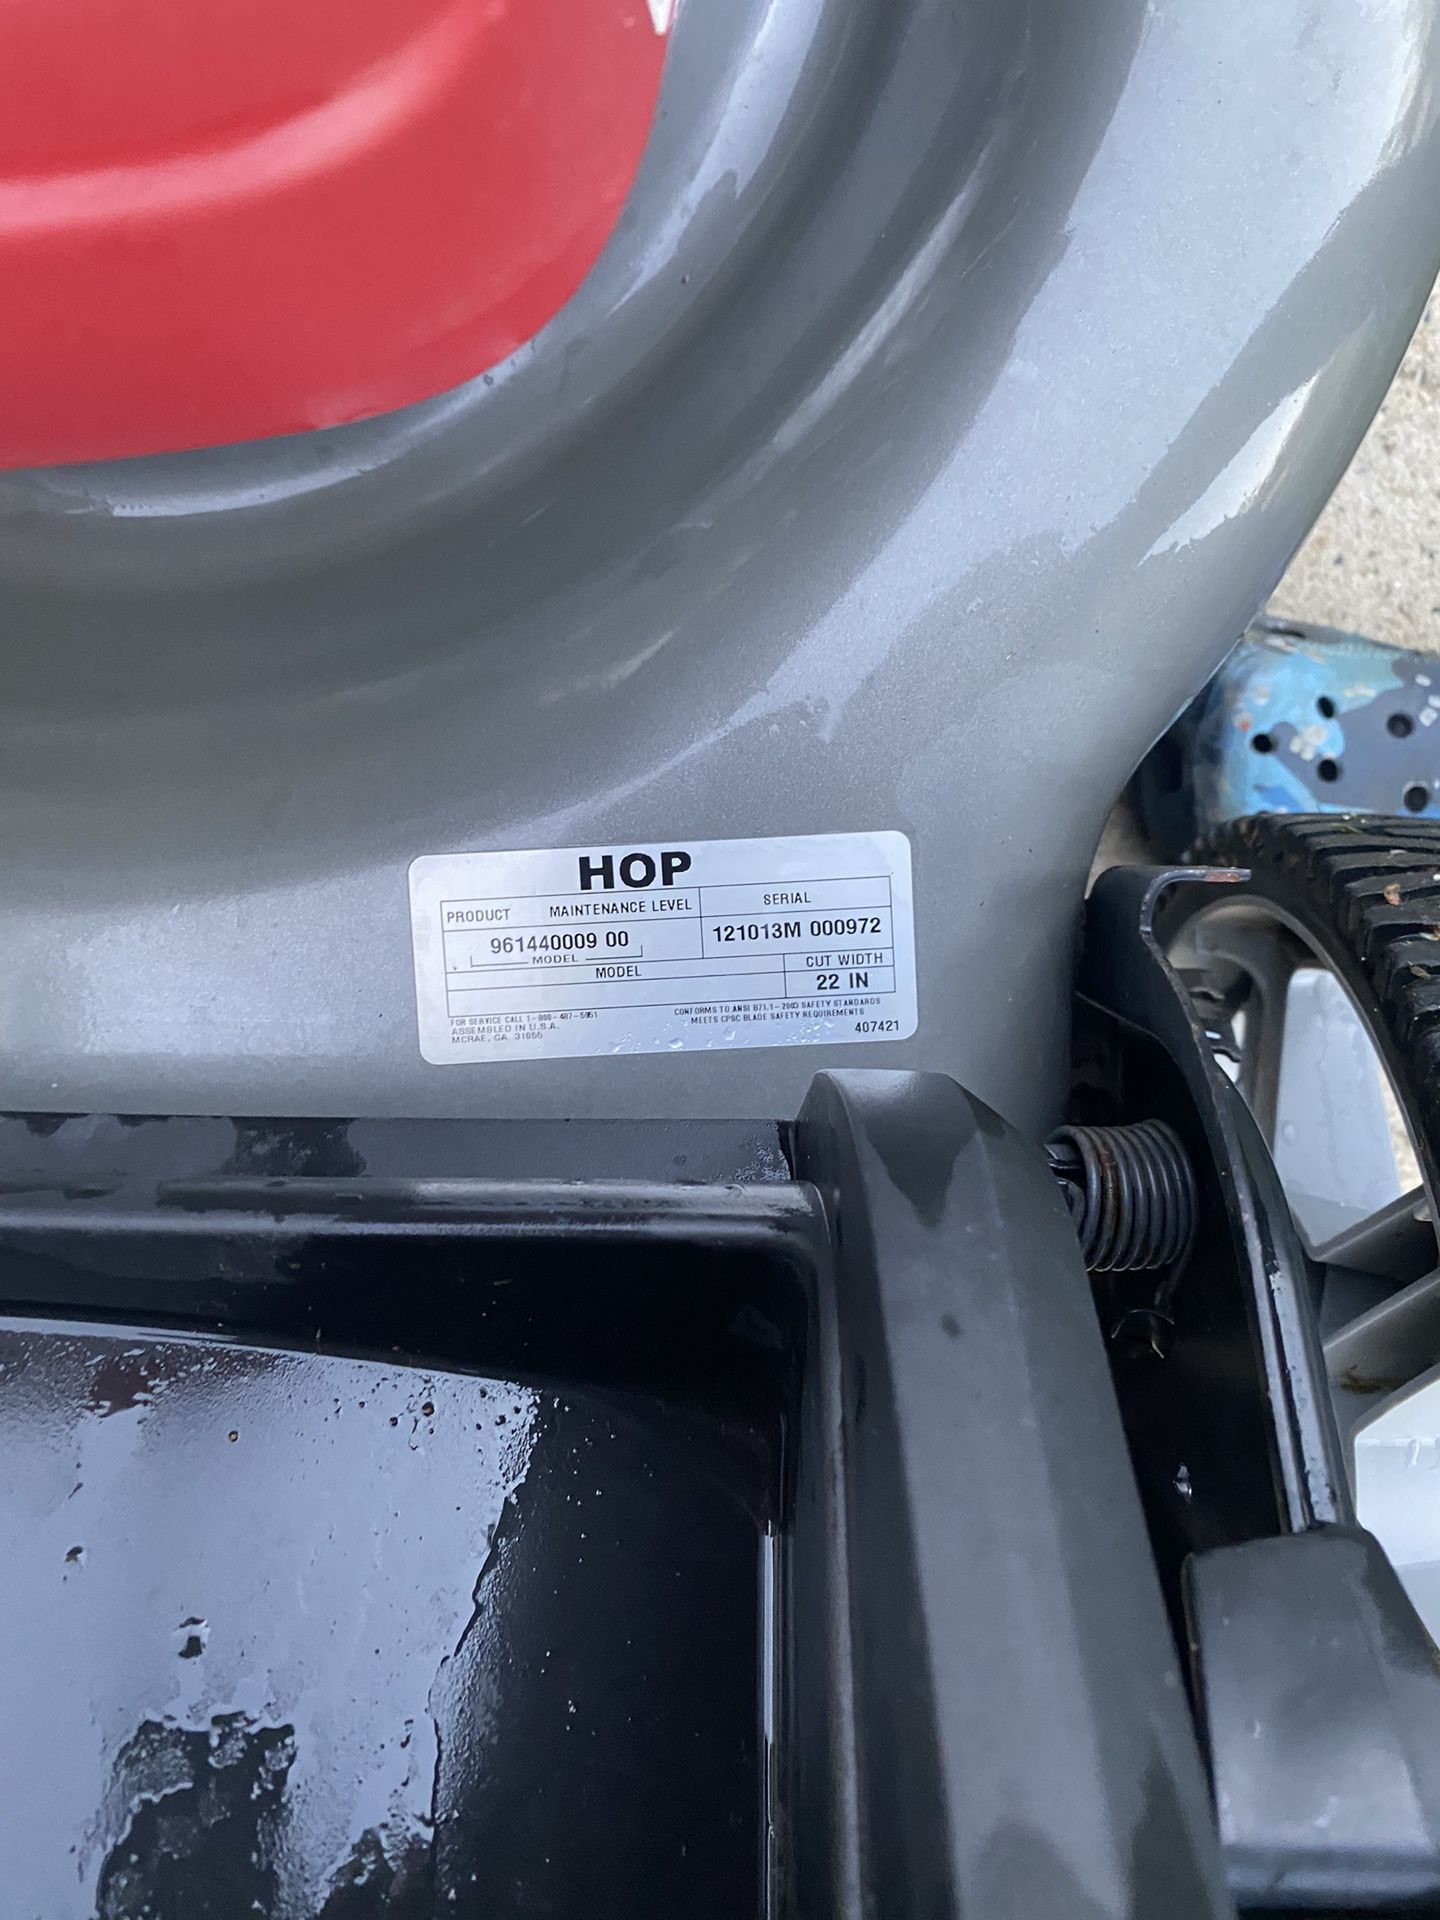 HOP
PRODUCT MAINTENANCE LEVEL SERIAL
961440009 00 121013M 000972
MODEL
MODEL CUT WIDTH
22 IN
FOR SERVICE CALL 1-800-487-5951
ASSEMBLED IN U.S.A.
MCRAE, GA. 31055
CONFORMS TO ANSI B71.1-2003 SAFETY STANDARDS
MEETS CPSC BLADE SAFETY REQUIREMENTS
407421